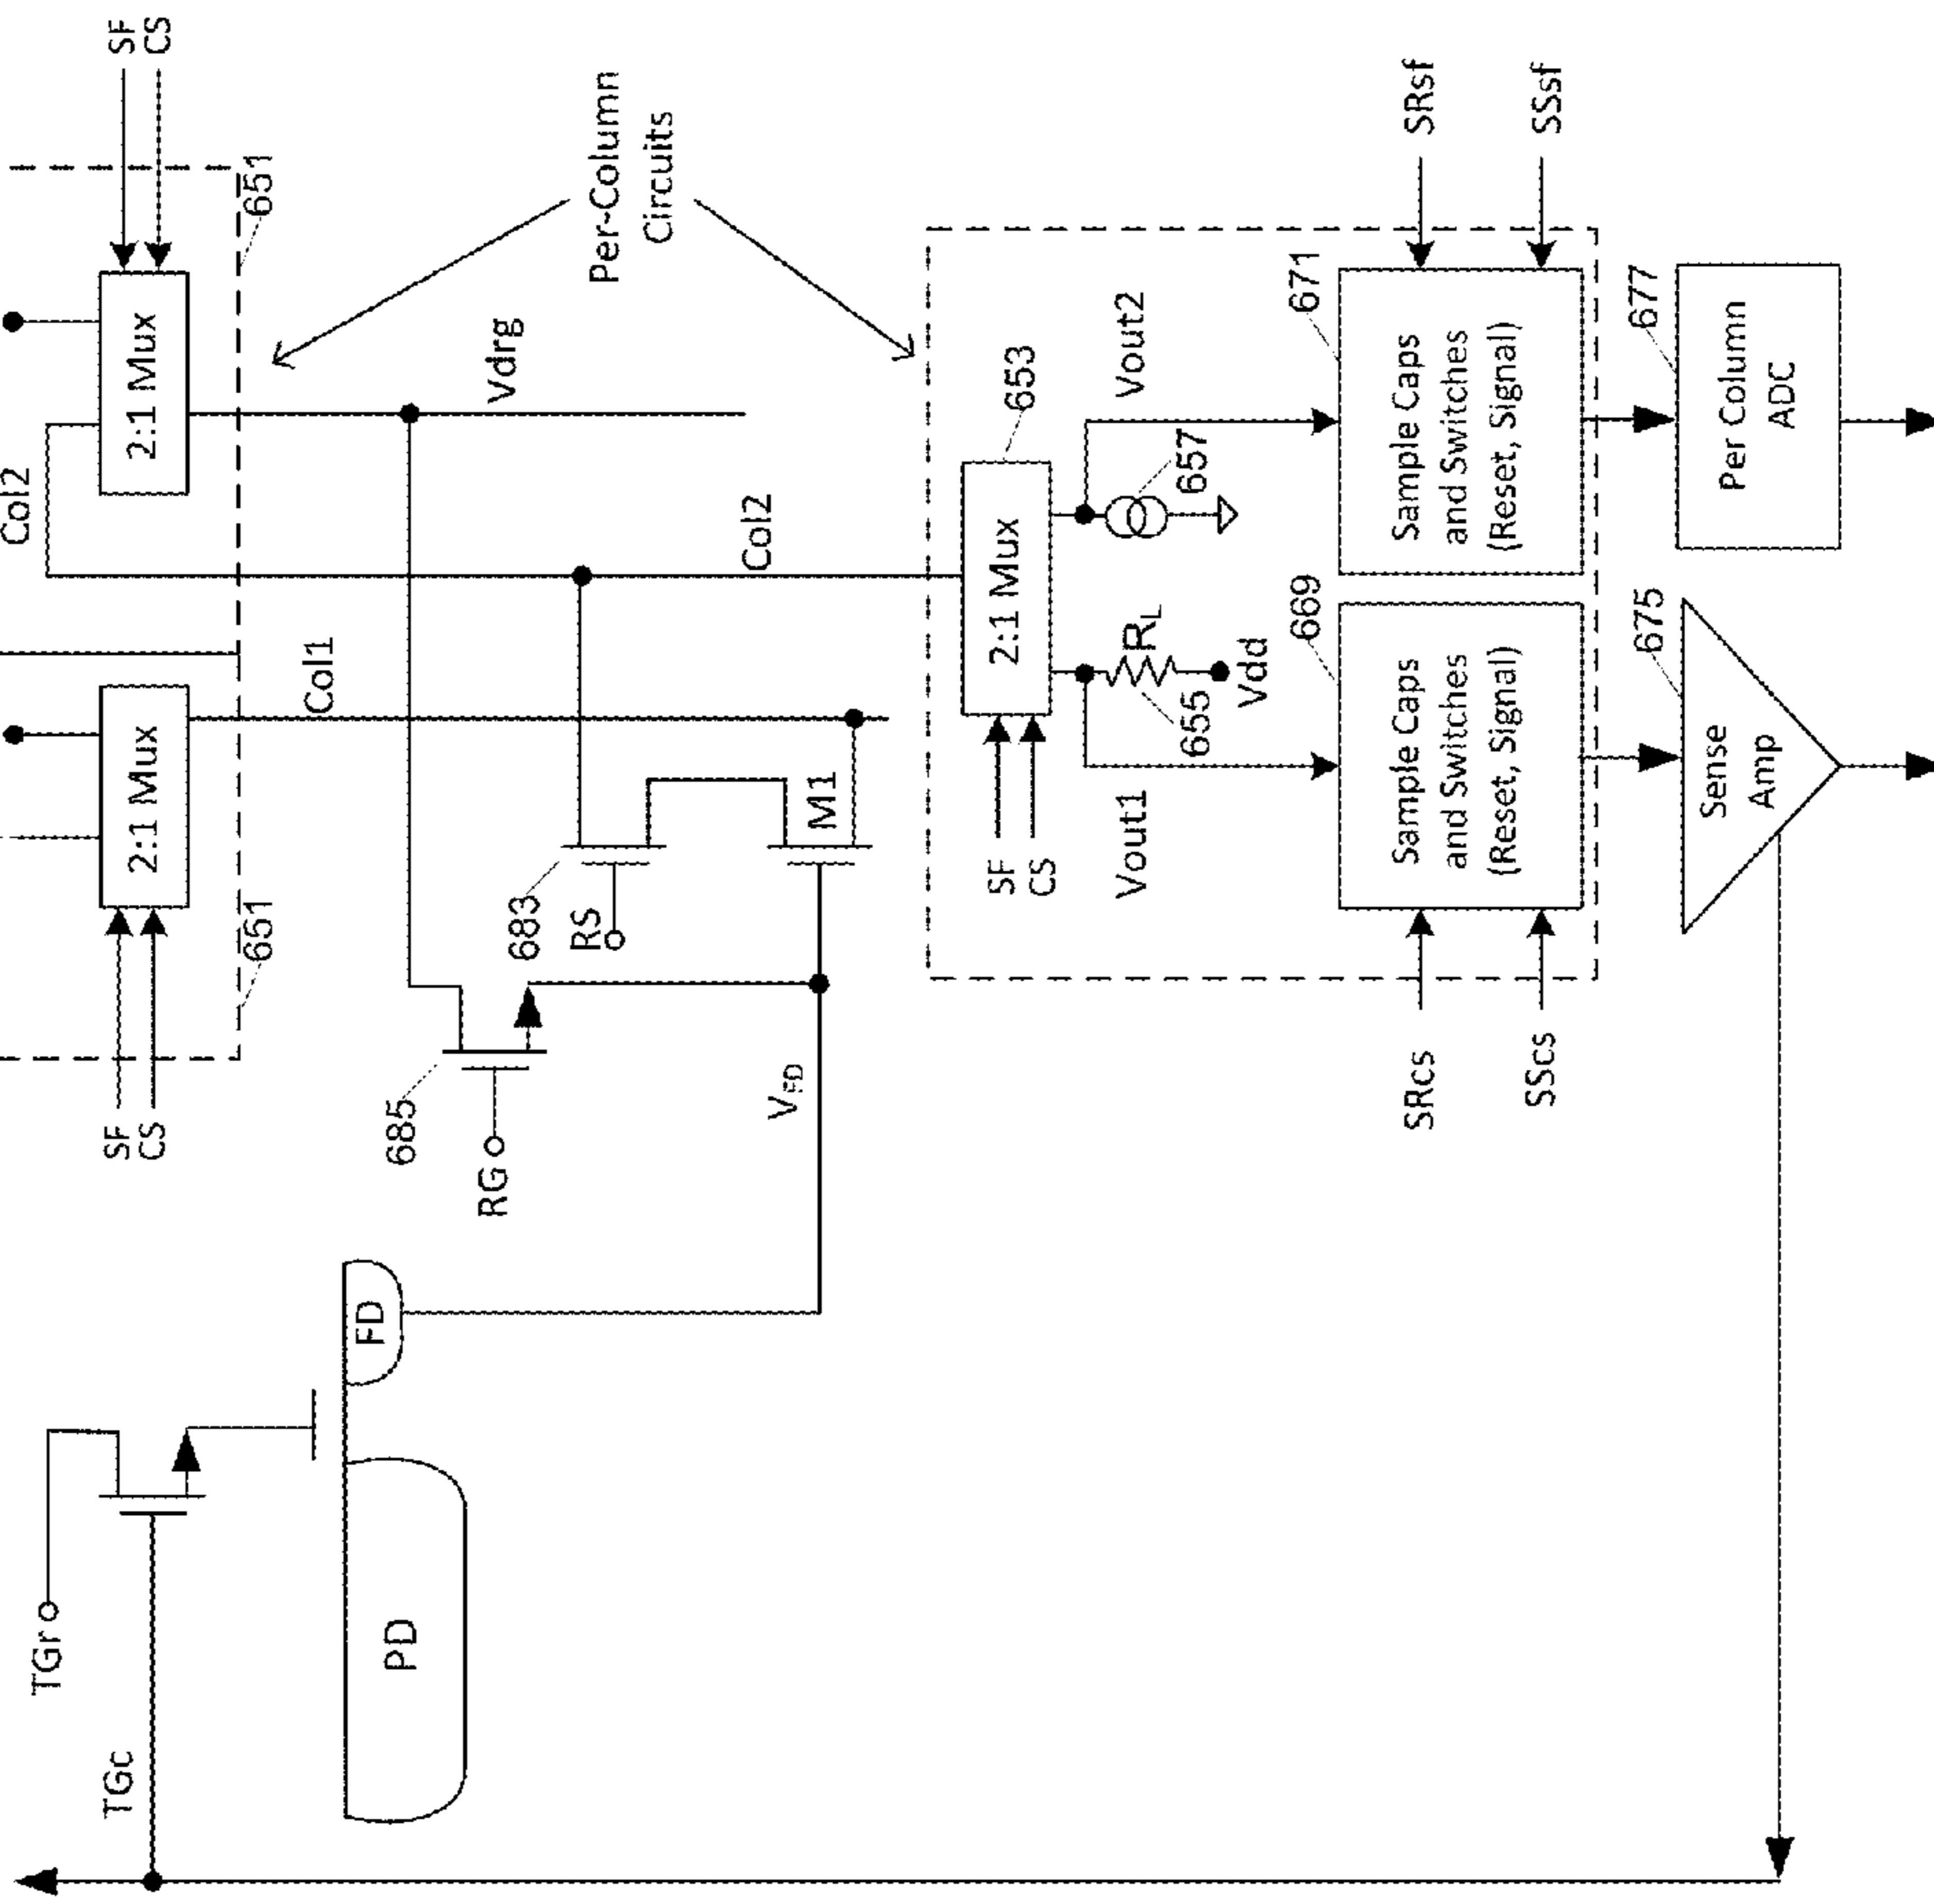 SF
CS
651
2:1 Mux
Col2
Vdrg
Per-Column
Circuits
Col1
2:1 Mux
651
SF
CS
Col2
683
RS
M1
685
RG
VFD
FD
PD
TGr
TGc
653
2:1 Mux
SF
CS
Vout2
657
RL
655
Vdd
Vout1
671
Sample Caps
and Switches
(Reset, Signal)
SRsf
SSsf
669
Sample Caps
and Switches
(Reset, Signal)
SRcs
SScs
677
Per Column
ADC
675
Sense
Amp